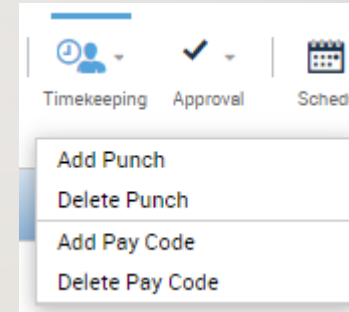 Timekeeping Approval
Add Punch
Delete Punch
Add Pay Code
Delete Pay Code